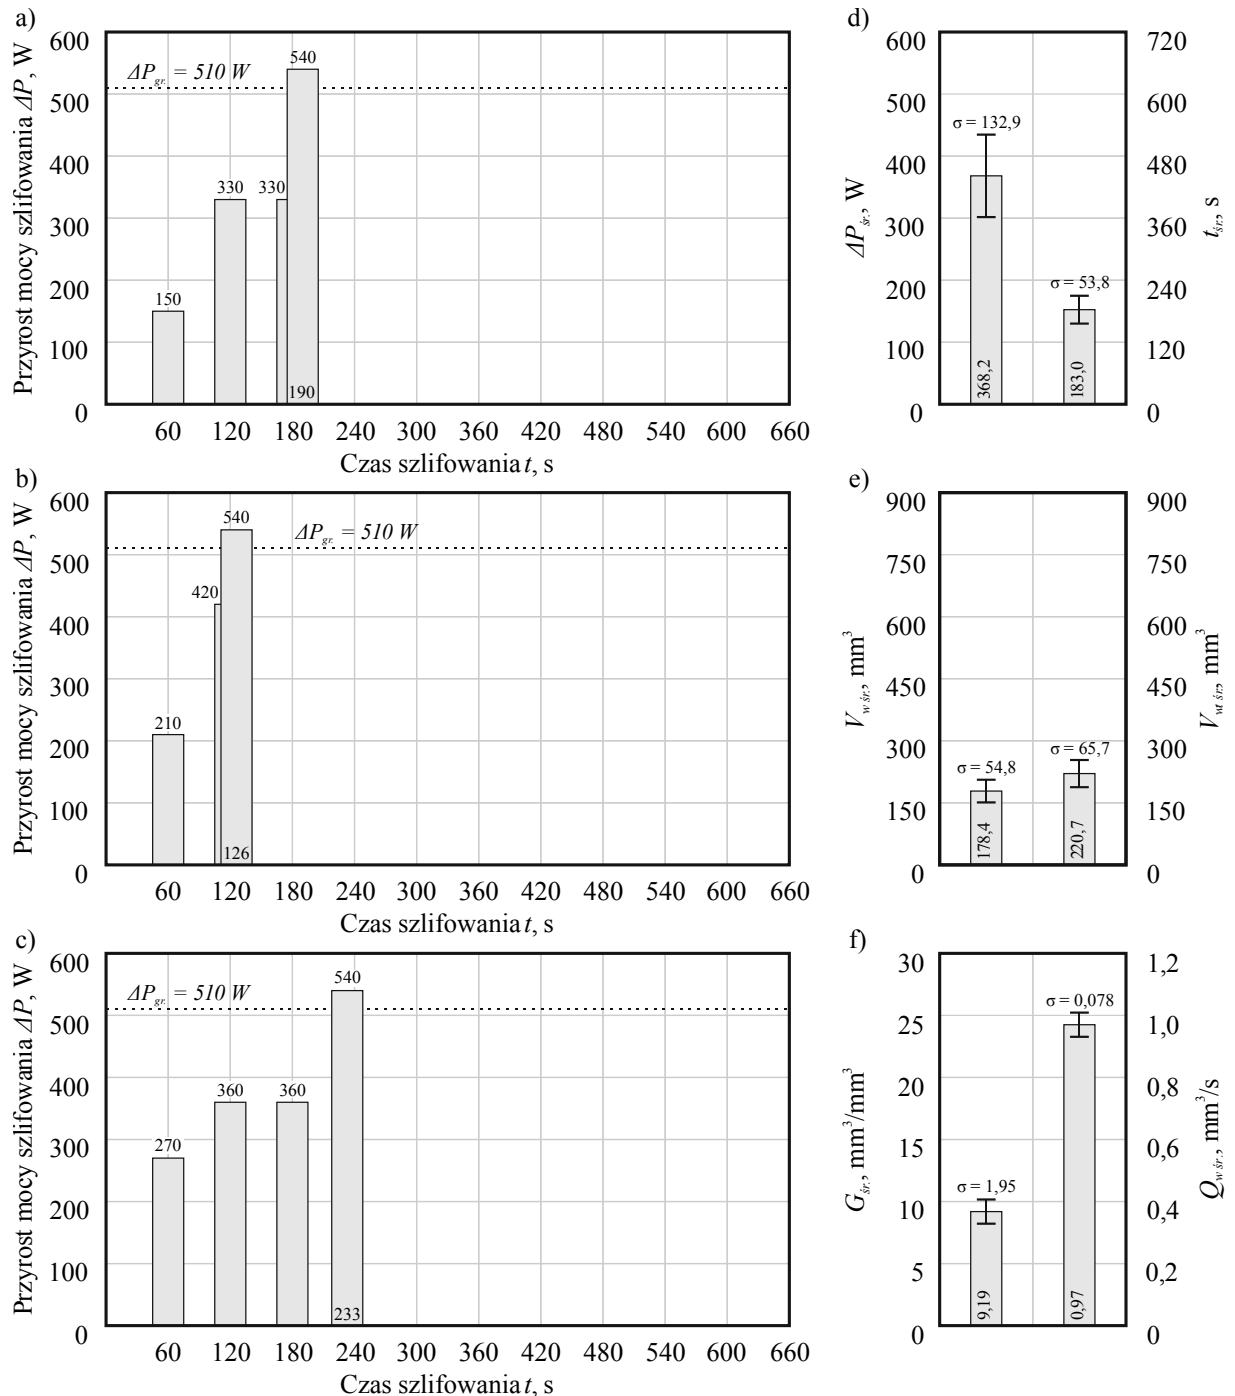 a)
Przyrost mocy szlifowania ΔP, W
600
500
400
300
200
100
0
ΔP_gr. = 510 W
150
330
330
540
190
60 120 180 240 300 360 420 480 540 600 660
Czas szlifowania t, s
b)
Przyrost mocy szlifowania ΔP, W
600
500
400
300
200
100
0
ΔP_gr. = 510 W
210
420
540
126
60 120 180 240 300 360 420 480 540 600 660
Czas szlifowania t, s
c)
Przyrost mocy szlifowania ΔP, W
600
500
400
300
200
100
0
ΔP_gr. = 510 W
270
360
360
540
233
60 120 180 240 300 360 420 480 540 600 660
Czas szlifowania t, s
d)
ΔP_śr., W
600
500
400
300
200
100
0
σ = 132,9
368,2
σ = 53,8
183,0
720
600
480
360
240
120
0
t_śr., s
e)
V_w śr., mm³
900
750
600
450
300
150
0
σ = 54,8
178,4
σ = 65,7
220,7
900
750
600
450
300
150
0
V_wt śr., mm³
f)
G_śr., mm³/mm³
30
25
20
15
10
5
0
σ = 1,95
9,19
σ = 0,078
0,97
1,2
1,0
0,8
0,6
0,4
0,2
0
Q_w śr., mm³/s